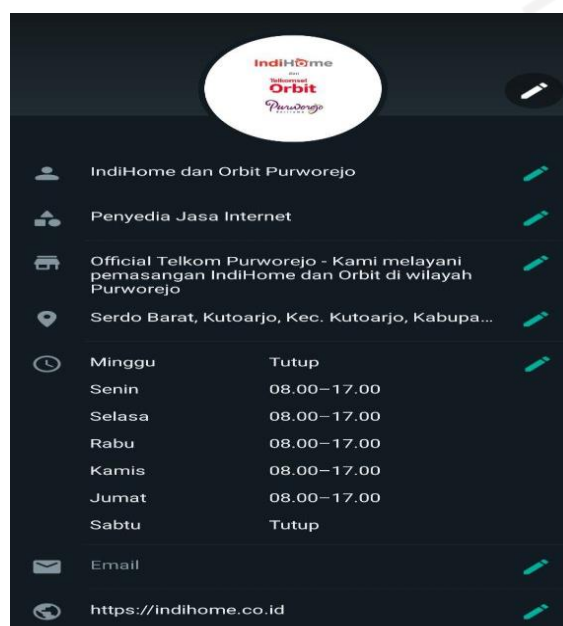 IndiHome
dan
Telkomsel
Orbit
Purworejo
IndiHome dan Orbit Purworejo
Penyedia Jasa Internet
Official Telkom Purworejo - Kami melayani
pemasangan IndiHome dan Orbit di wilayah
Purworejo
Serdo Barat, Kutoarjo, Kec. Kutoarjo, Kabupa...
Minggu Tutup
Senin 08.00–17.00
Selasa 08.00–17.00
Rabu 08.00–17.00
Kamis 08.00–17.00
Jumat 08.00–17.00
Sabtu Tutup
Email
https://indihome.co.id